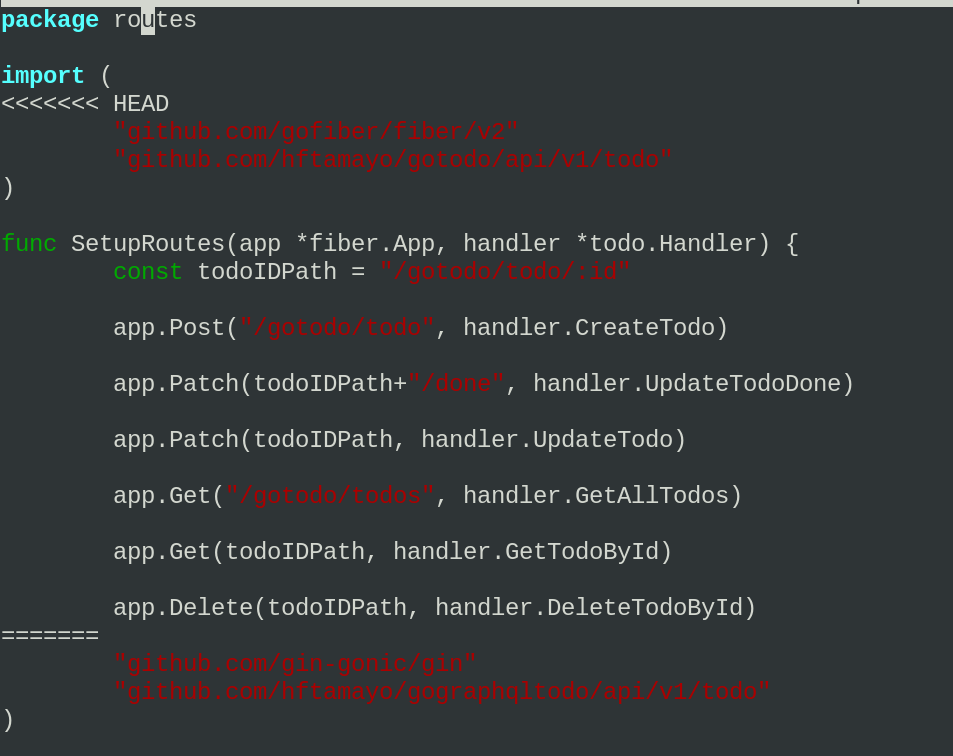 package routes
import (
<<<<<<< HEAD
"github.com/gofiber/fiber/v2"
"github.com/hftamayo/gotodo/api/v1/todo"
)
func SetupRoutes(app *fiber.App, handler *todo.Handler) {
const todoIDPath = "/gotodo/todo/:id"
app.Post("/gotodo/todo", handler.CreateTodo)
app.Patch(todoIDPath+"/done", handler.UpdateTodoDone)
app.Patch(todoIDPath, handler.UpdateTodo)
app.Get("/gotodo/todos", handler.GetAllTodos)
app.Get(todoIDPath, handler.GetTodoById)
app.Delete(todoIDPath, handler.DeleteTodoById)
=======
"github.com/gin-gonic/gin"
"github.com/hftamayo/gographqltodo/api/v1/todo"
)